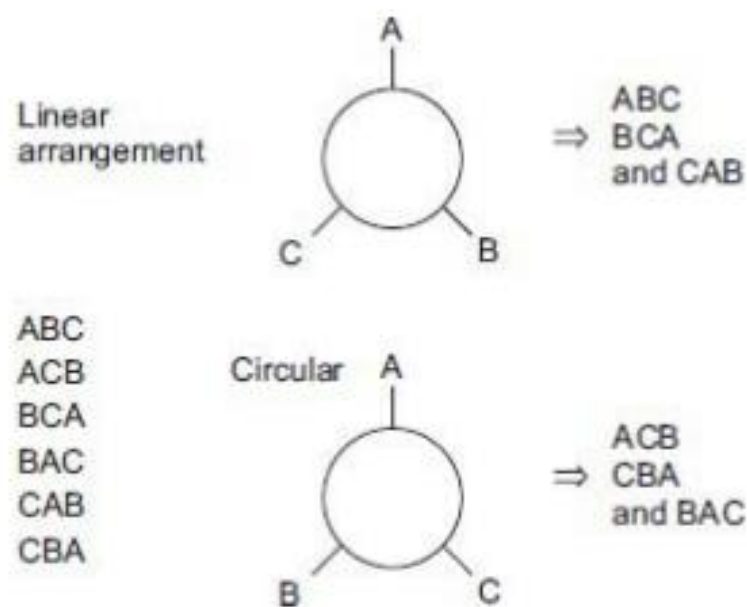 A
Linear
arrangement
C
B
⇒
ABC
BCA
and CAB
ABC
ACB
BCA
BAC
CAB
CBA
Circular
A
B
C
⇒
ACB
CBA
and BAC